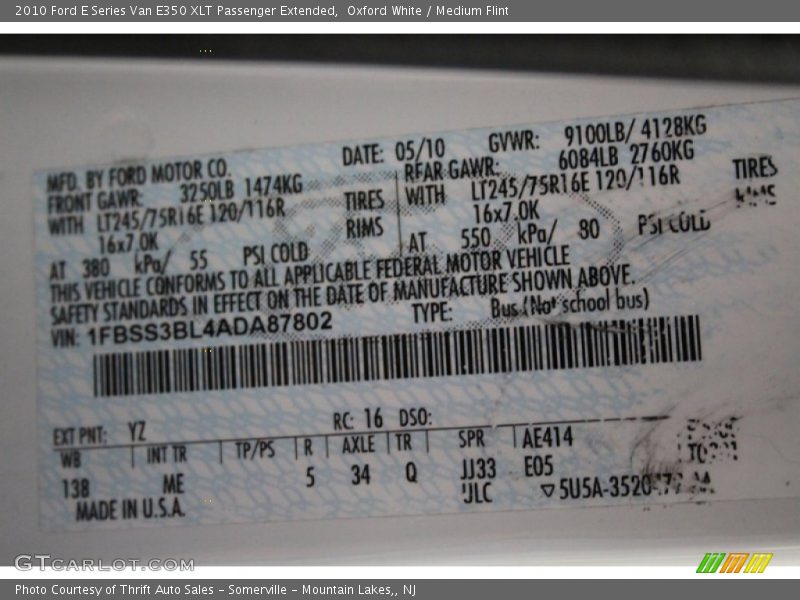 2010 Ford E Series Van E350 XLT Passenger Extended,  Oxford White / Medium Flint
MFD. BY FORD MOTOR CO. DATE: 05/10 GVWR: 9100LB/ 4128KG
FRONT GAWR: 3250LB 1474KG RFAR GAWR: 6084LB 2760KG
WITH LT245/75R16E 120/116R TIRES WITH LT245/75R16E 120/116R TIRES
16x7.0K RIMS 16x7.0K
AT 380 kPa/ 55 PSI COLD AT 550 kPa/ 80 PSI COLD
THIS VEHICLE CONFORMS TO ALL APPLICABLE FEDERAL MOTOR VEHICLE
SAFETY STANDARDS IN EFFECT ON THE DATE OF MANUFACTURE SHOWN ABOVE.
VIN: 1FBSS3BL4ADA87802 TYPE: Bus (Not school bus)
EXT PNT: YZ RC: 16 DSO:
WB INT TR TP/PS R AXLE TR SPR AE414
138 ME 5 34 Q JJ33 E05
MADE IN U.S.A. ULC 5U5A-3520
GTCARLOT.COM
Photo Courtesy of Thrift Auto Sales – Somerville – Mountain Lakes,, NJ